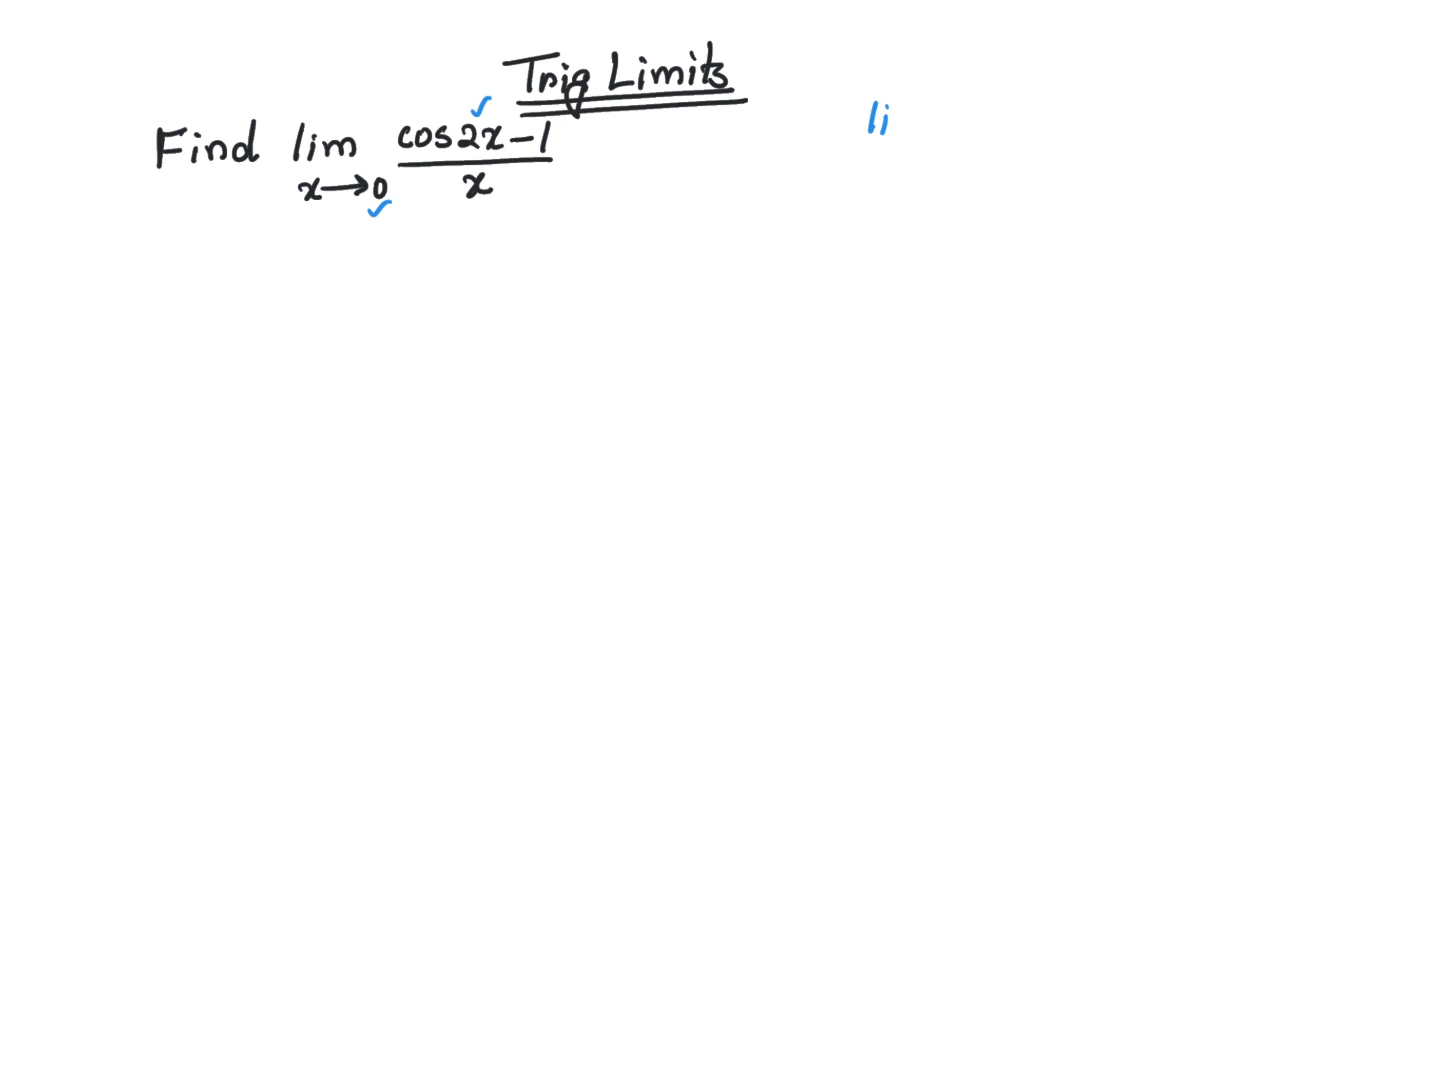 Trig Limits
Find lim cos2x-1
x→0 x
li